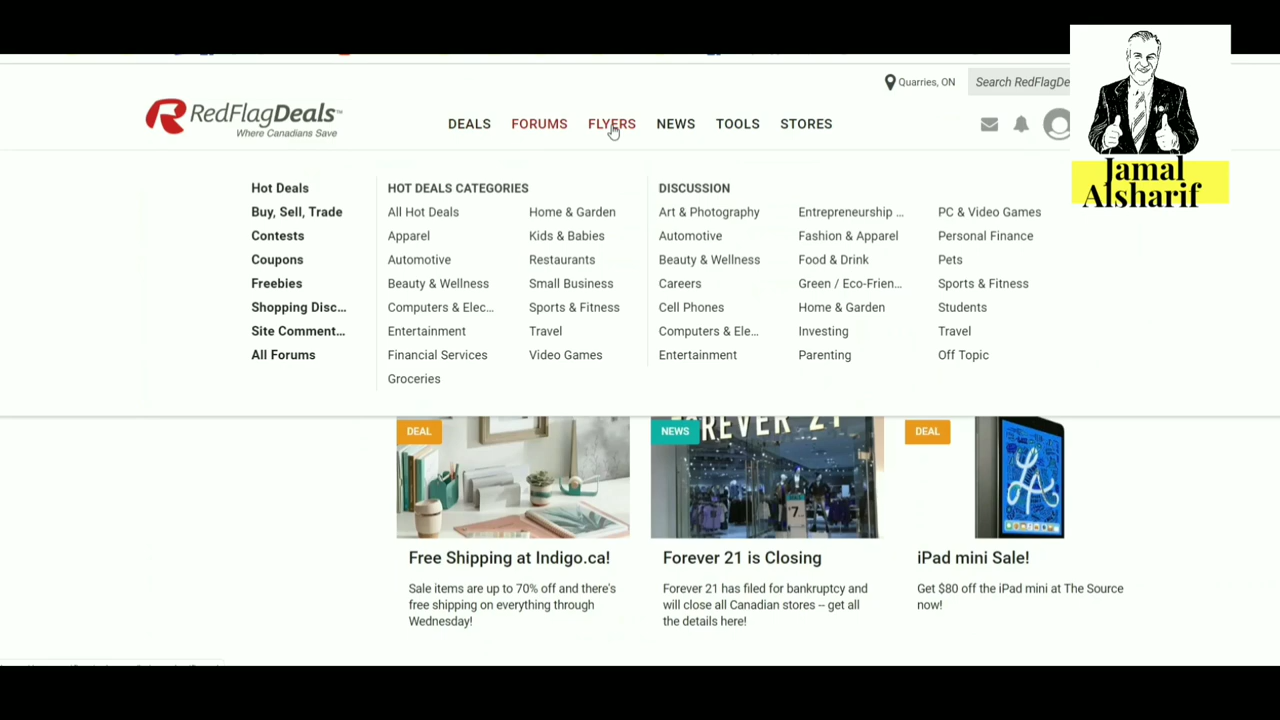 Quarries, ON
Search RedFlagDe
RedFlagDeals™
Where Canadians Save
DEALS FORUMS FLYERS NEWS TOOLS STORES
Jamal
Alsharif
Hot Deals
Buy, Sell, Trade
Contests
Coupons
Freebies
Shopping Disc...
Site Comment...
All Forums
HOT DEALS CATEGORIES
All Hot Deals
Apparel
Automotive
Beauty & Wellness
Computers & Elec...
Entertainment
Financial Services
Groceries
Home & Garden
Kids & Babies
Restaurants
Small Business
Sports & Fitness
Travel
Video Games
DISCUSSION
Art & Photography
Automotive
Beauty & Wellness
Careers
Cell Phones
Computers & Ele...
Entertainment
Entrepreneurship ...
Fashion & Apparel
Food & Drink
Green / Eco-Frien...
Home & Garden
Investing
Parenting
PC & Video Games
Personal Finance
Pets
Sports & Fitness
Students
Travel
Off Topic
DEAL
Free Shipping at Indigo.ca!
Sale items are up to 70% off and there's
free shipping on everything through
Wednesday!
NEWS
FOREVER 21
$7
Forever 21 is Closing
Forever 21 has filed for bankruptcy and
will close all Canadian stores -- get all
the details here!
DEAL
LA
iPad mini Sale!
Get $80 off the iPad mini at The Source
now!